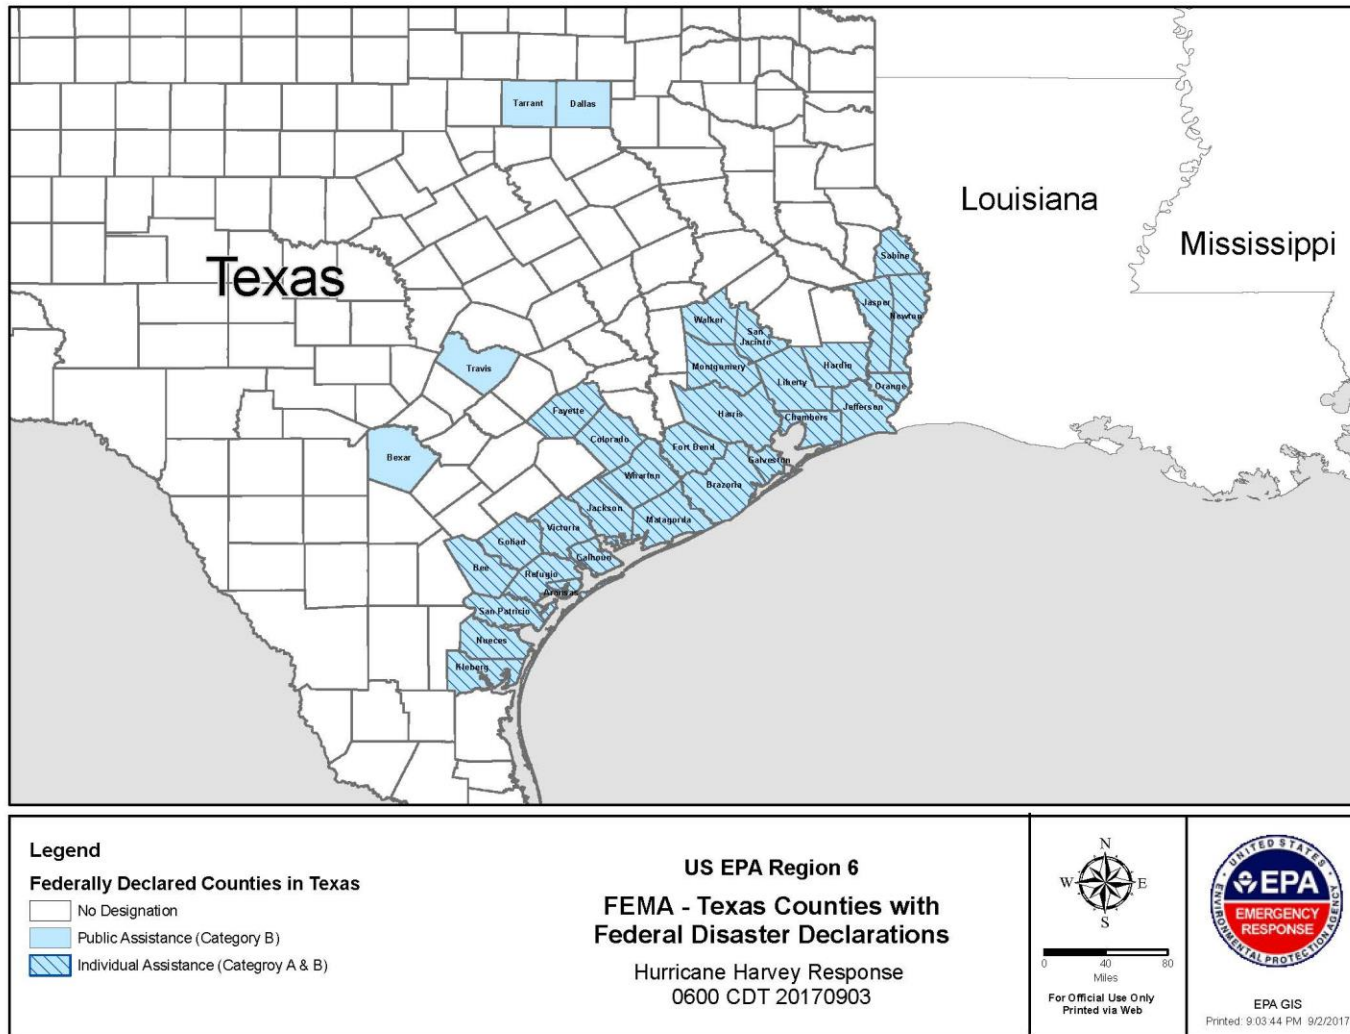 Tarrant
Dallas
Louisiana
Mississippi
Texas
Sabine
Jasper
Newton
Walker
San
Jacinto
Travis
Montgomery
Liberty
Hardin
Orange
Fayette
Harris
Chambers
Jefferson
Colorado
Fort Bend
Bexar
Galveston
Wharton
Brazoria
Jackson
Matagorda
Victoria
Goliad
Calhoun
Bee
Refugio
Aransas
San Patricio
Nueces
Kleberg
Legend
Federally Declared Counties in Texas
No Designation
Public Assistance (Category B)
Individual Assistance (Categroy A & B)
US EPA Region 6
FEMA - Texas Counties with
Federal Disaster Declarations
Hurricane Harvey Response
0600 CDT 20170903
N
W
E
S
0 40 80
Miles
For Official Use Only
Printed via Web
UNITED STATES
ENVIRONMENTAL PROTECTION AGENCY
EPA
EMERGENCY
RESPONSE
EPA GIS
Printed: 9:03:44 PM 9/2/2017